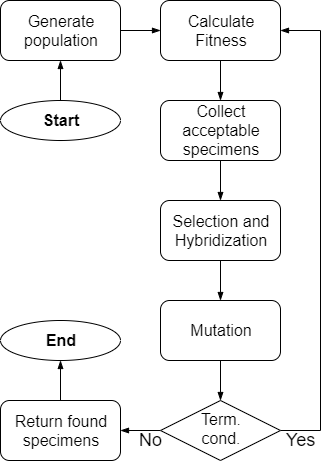 Generate
population
Calculate
Fitness
Start
Collect
acceptable
specimens
Selection and
Hybridization
Mutation
End
Term.
cond.
No
Yes
Return found
specimens